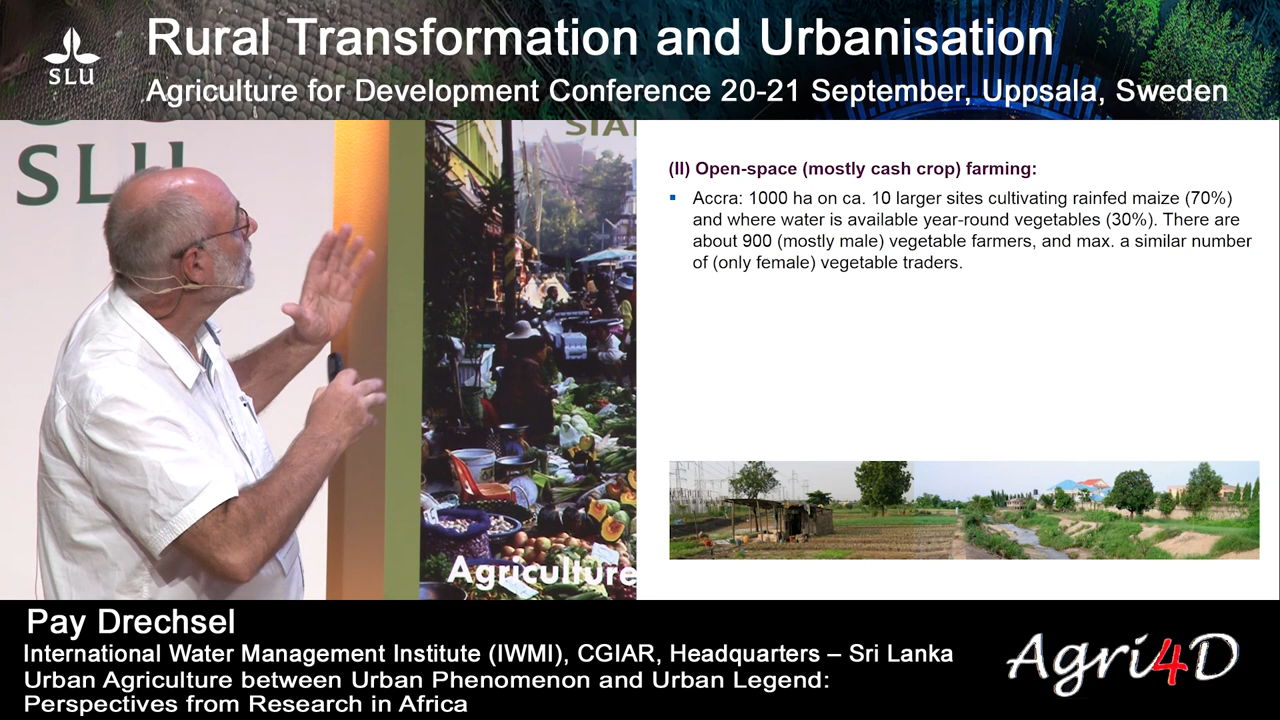 SLU
Rural Transformation and Urbanisation
Agriculture for Development Conference 20-21 September, Uppsala, Sweden
SLU
SIA
Agriculture
(II) Open-space (mostly cash crop) farming:
▪ Accra: 1000 ha on ca. 10 larger sites cultivating rainfed maize (70%)
and where water is available year-round vegetables (30%). There are
about 900 (mostly male) vegetable farmers, and max. a similar number
of (only female) vegetable traders.
Pay Drechsel
International Water Management Institute (IWMI), CGIAR, Headquarters – Sri Lanka
Urban Agriculture between Urban Phenomenon and Urban Legend:
Perspectives from Research in Africa
Agri4D